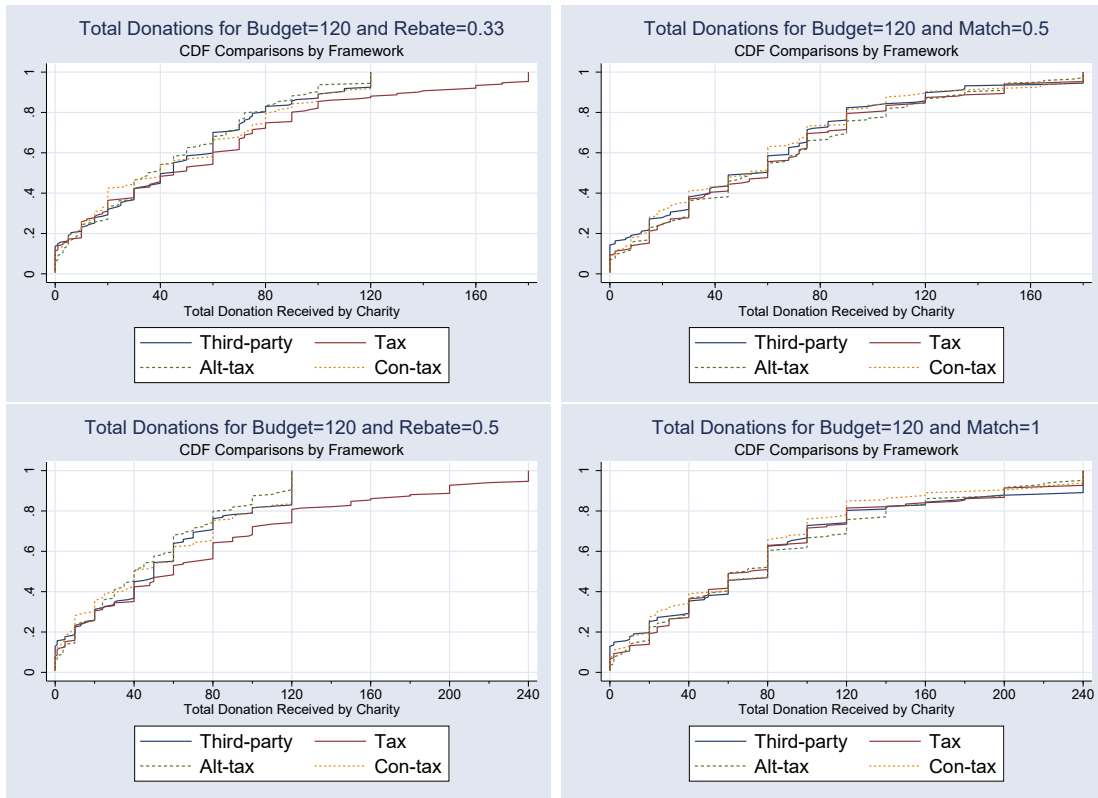 Total Donations for Budget=120 and Rebate=0.33
CDF Comparisons by Framework
1
.8
.6
.4
.2
0
0 40 80 120 160
Total Donation Received by Charity
Third-party Tax
Alt-tax Con-tax
Total Donations for Budget=120 and Match=0.5
CDF Comparisons by Framework
1
.8
.6
.4
.2
0
0 40 80 120 160
Total Donation Received by Charity
Third-party Tax
Alt-tax Con-tax
Total Donations for Budget=120 and Rebate=0.5
CDF Comparisons by Framework
1
.8
.6
.4
.2
0
0 40 80 120 160 200 240
Total Donation Received by Charity
Third-party Tax
Alt-tax Con-tax
Total Donations for Budget=120 and Match=1
CDF Comparisons by Framework
1
.8
.6
.4
.2
0
0 40 80 120 160 200 240
Total Donation Received by Charity
Third-party Tax
Alt-tax Con-tax